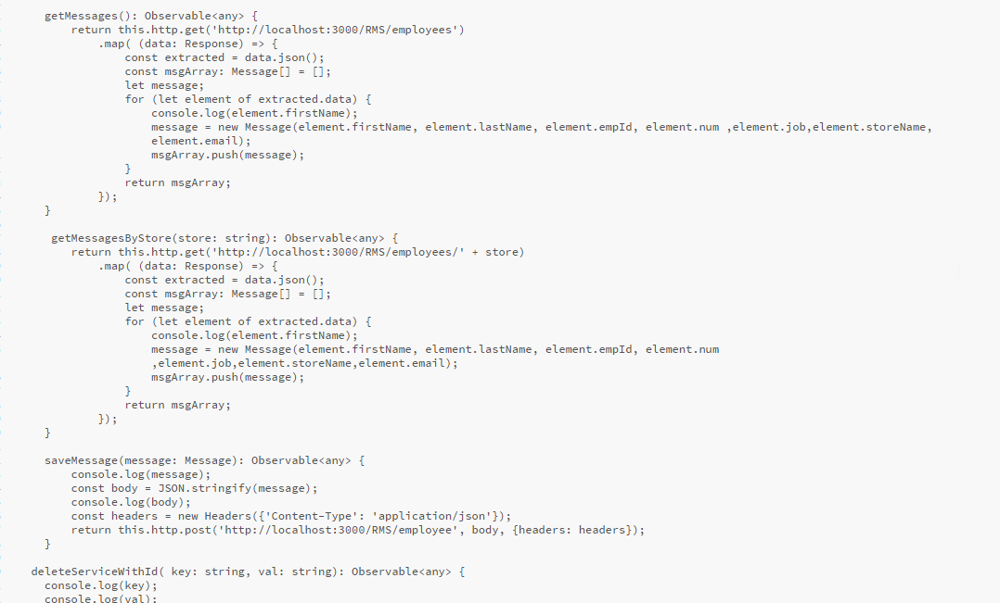 getMessages(): Observable<any> {
return this.http.get('http://localhost:3000/RMS/employees')
.map( (data: Response) => {
const extracted = data.json();
const msgArray: Message[] = [];
let message;
for (let element of extracted.data) {
console.log(element.firstName);
message = new Message(element.firstName, element.lastName, element.empId, element.num ,element.job,element.storeName,
element.email);
msgArray.push(message);
}
return msgArray;
});
}
getMessagesByStore(store: string): Observable<any> {
return this.http.get('http://localhost:3000/RMS/employees/' + store)
.map( (data: Response) => {
const extracted = data.json();
const msgArray: Message[] = [];
let message;
for (let element of extracted.data) {
console.log(element.firstName);
message = new Message(element.firstName, element.lastName, element.empId, element.num
,element.job,element.storeName,element.email);
msgArray.push(message);
}
return msgArray;
});
}
saveMessage(message: Message): Observable<any> {
console.log(message);
const body = JSON.stringify(message);
console.log(body);
const headers = new Headers({'Content-Type': 'application/json'});
return this.http.post('http://localhost:3000/RMS/employee', body, {headers: headers});
}
deleteServiceWithId( key: string, val: string): Observable<any> {
console.log(key);
console.log(val);